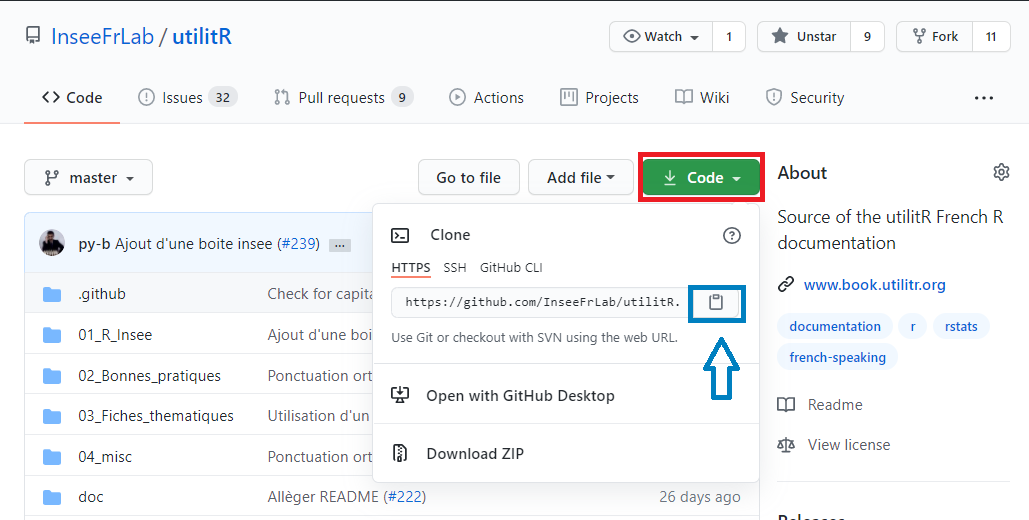 InseeFrLab / utilitR
Watch 1
Unstar 9
Fork 11
Code
Issues 32
Pull requests 9
Actions
Projects
Wiki
Security
...
master
Go to file
Add file
Code
py-b Ajout d'une boite insee (#239) ...
.github Check for capita
01_R_Insee Ajout d'une boi
02_Bonnes_pratiques Ponctuation ort
03_Fiches_thematiques Utilisation d'un
04_misc Ponctuation ort
doc Allèger README (#222) 26 days ago
Clone
HTTPS SSH GitHub CLI
https://github.com/InseeFrLab/utilitR.
Use Git or checkout with SVN using the web URL.
Open with GitHub Desktop
Download ZIP
About
Source of the utilitR French R
documentation
www.book.utilitr.org
documentation r rstats
french-speaking
Readme
View license
Releases